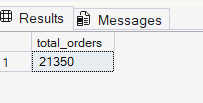 Results Messages
total_orders
1 21350